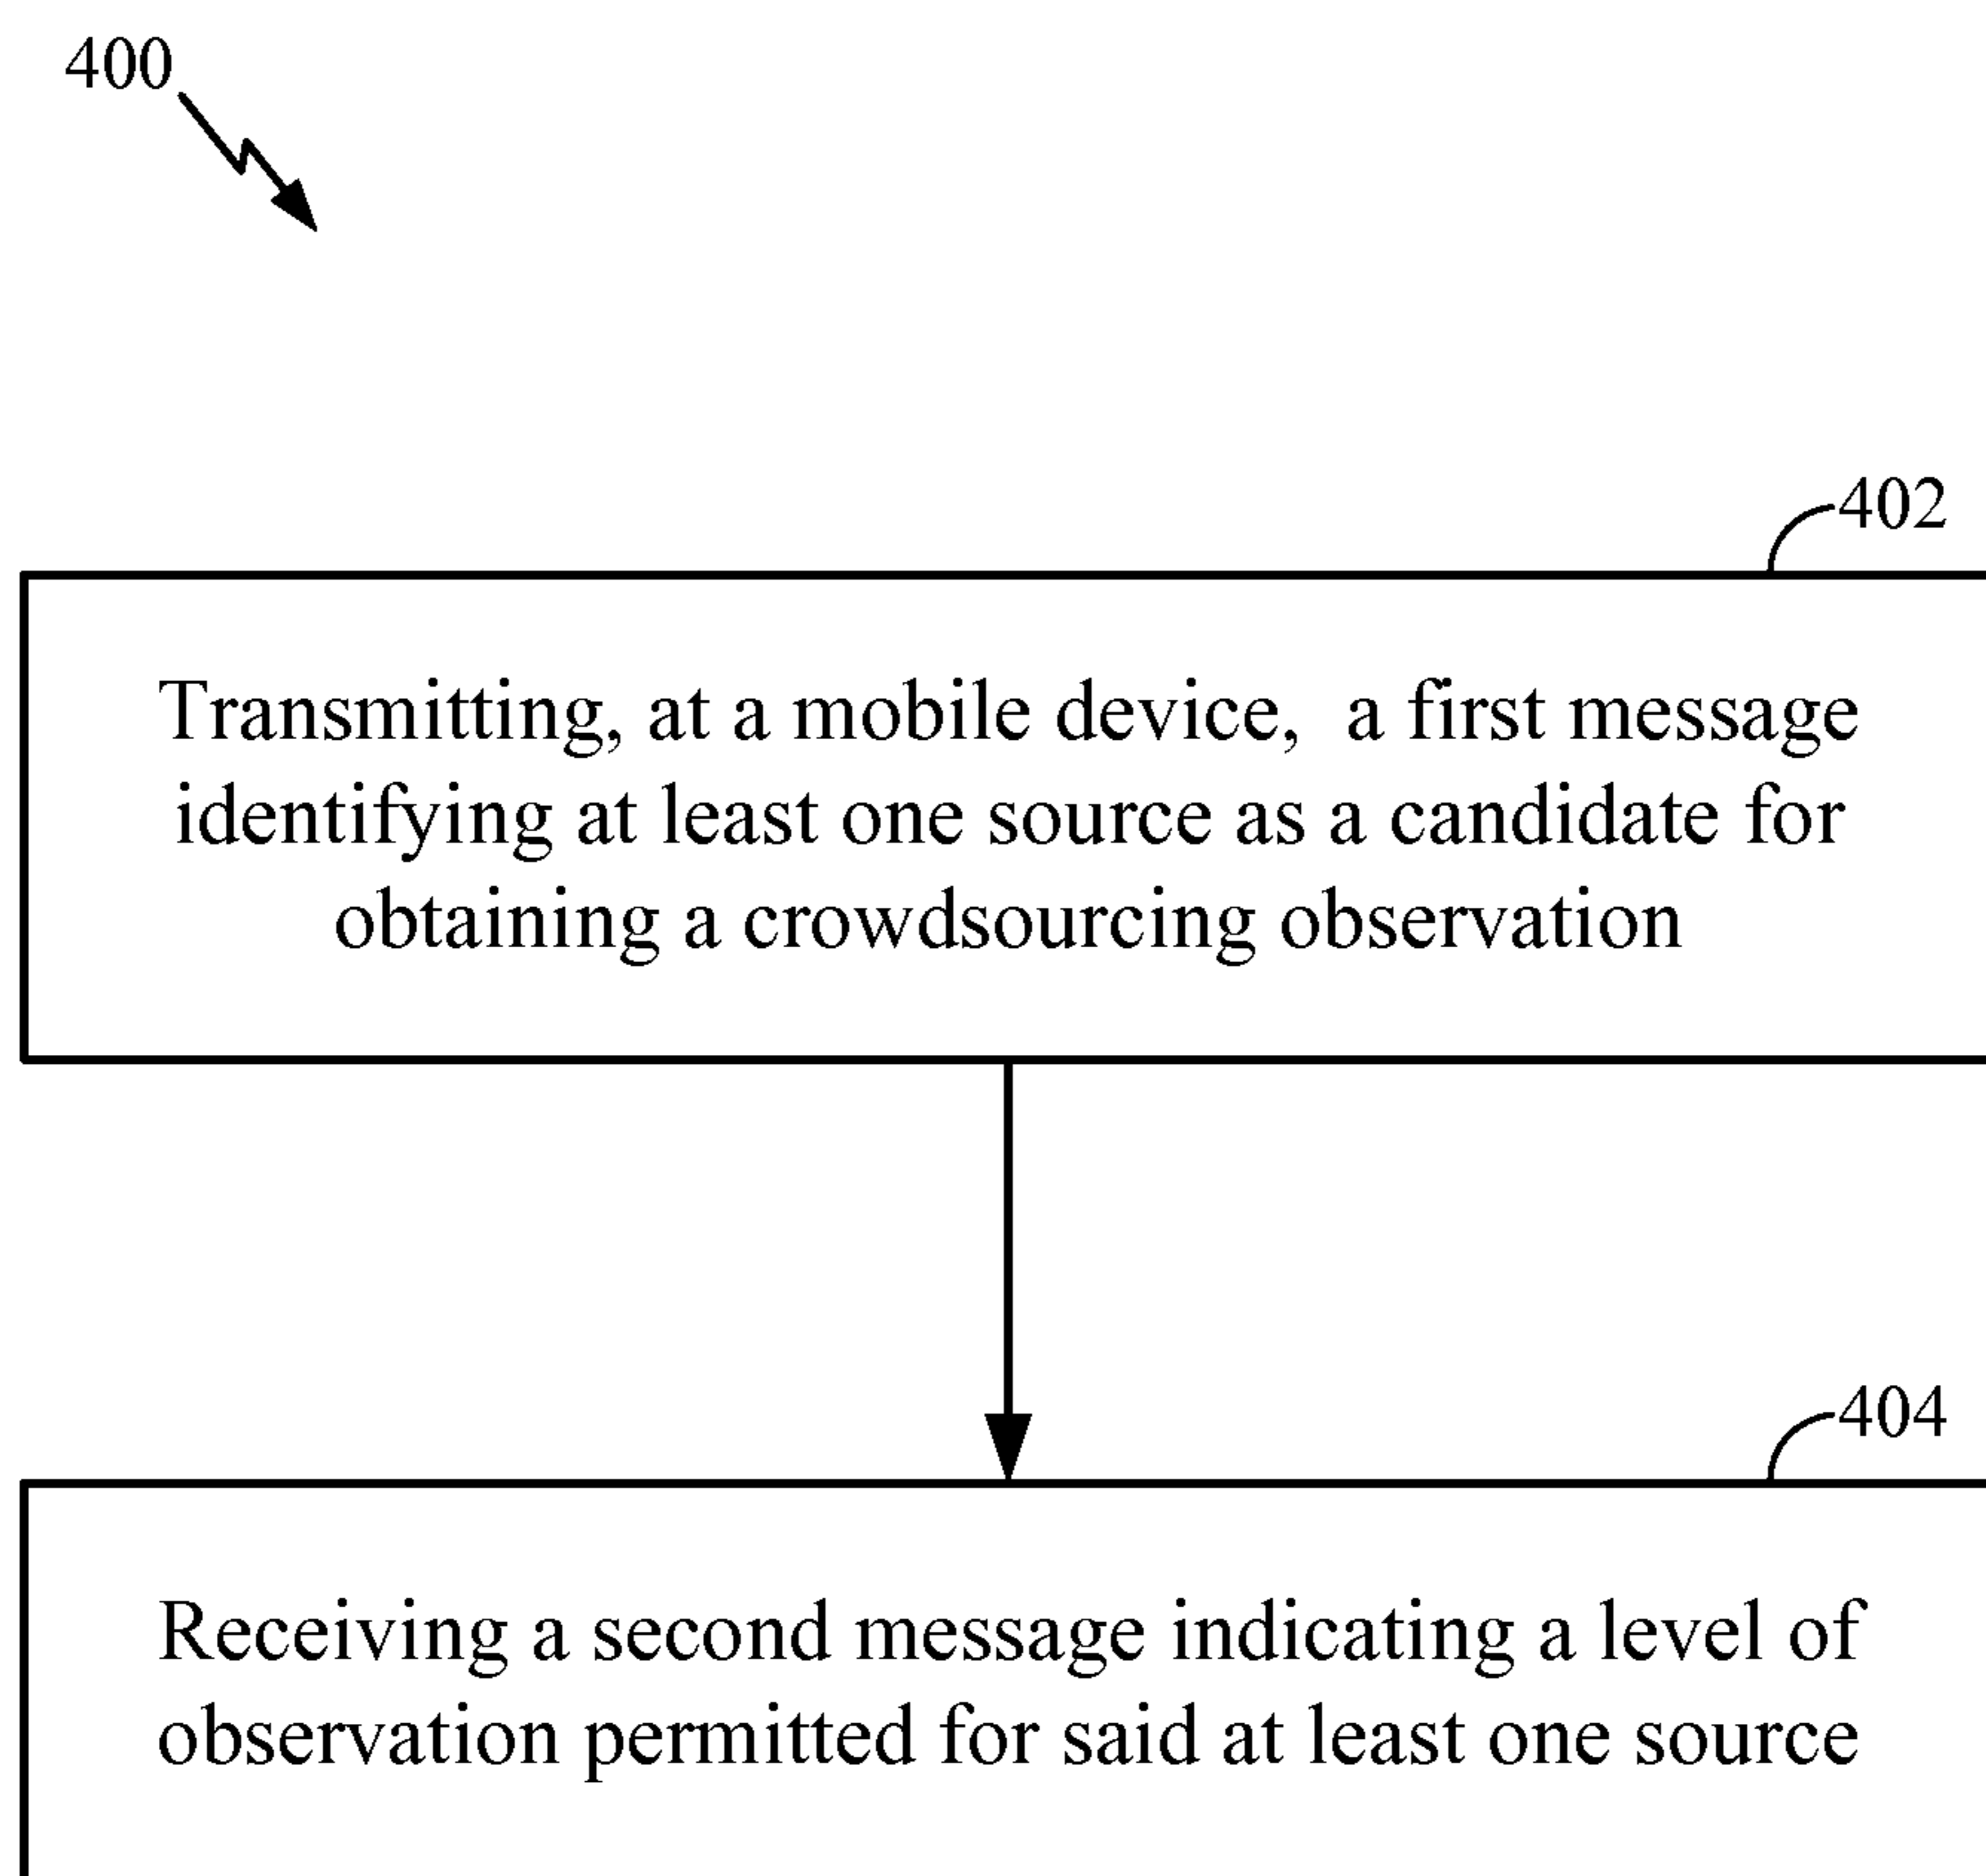 400
402
Transmitting, at a mobile device, a first message
identifying at least one source as a candidate for
obtaining a crowdsourcing observation
404
Receiving a second message indicating a level of
observation permitted for said at least one source